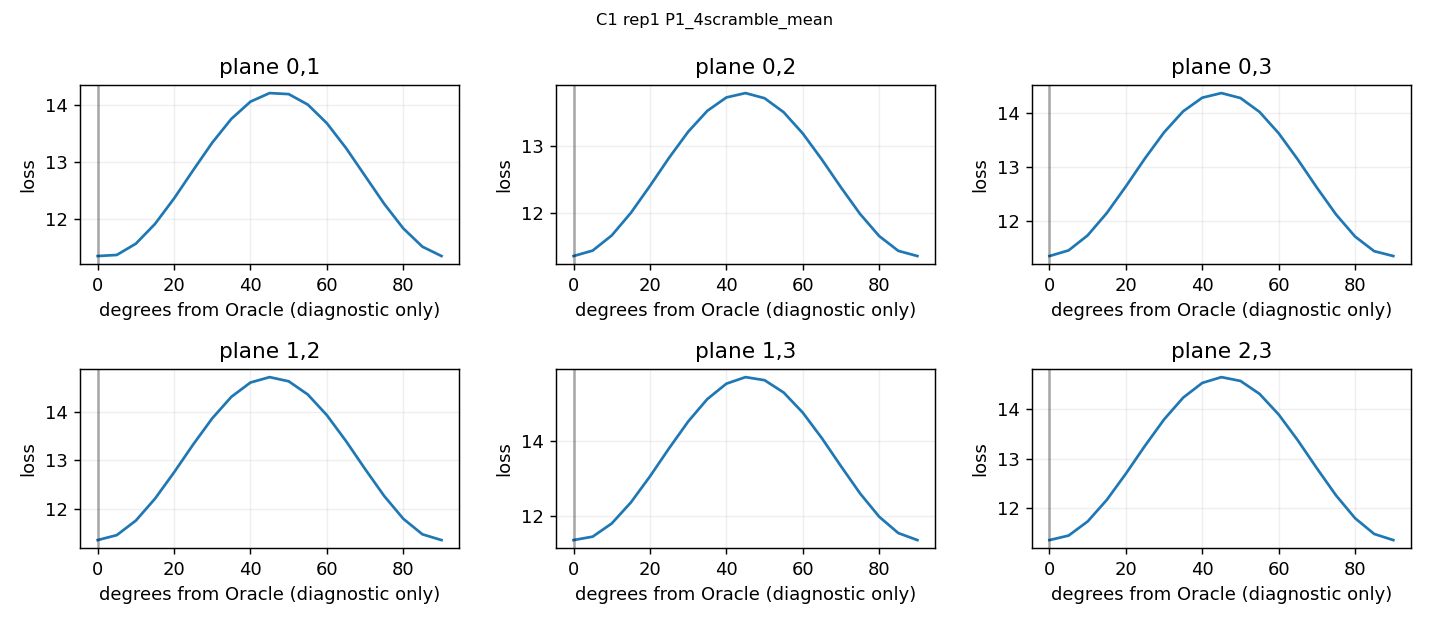 C1 rep1 P1_4scramble_mean
plane 0,1
plane 0,2
plane 0,3
14
13
12
loss
0 20 40 60 80
degrees from Oracle (diagnostic only)
13
12
loss
0 20 40 60 80
degrees from Oracle (diagnostic only)
14
13
12
loss
0 20 40 60 80
degrees from Oracle (diagnostic only)
plane 1,2
plane 1,3
plane 2,3
14
13
12
loss
0 20 40 60 80
degrees from Oracle (diagnostic only)
14
12
loss
0 20 40 60 80
degrees from Oracle (diagnostic only)
14
13
12
loss
0 20 40 60 80
degrees from Oracle (diagnostic only)